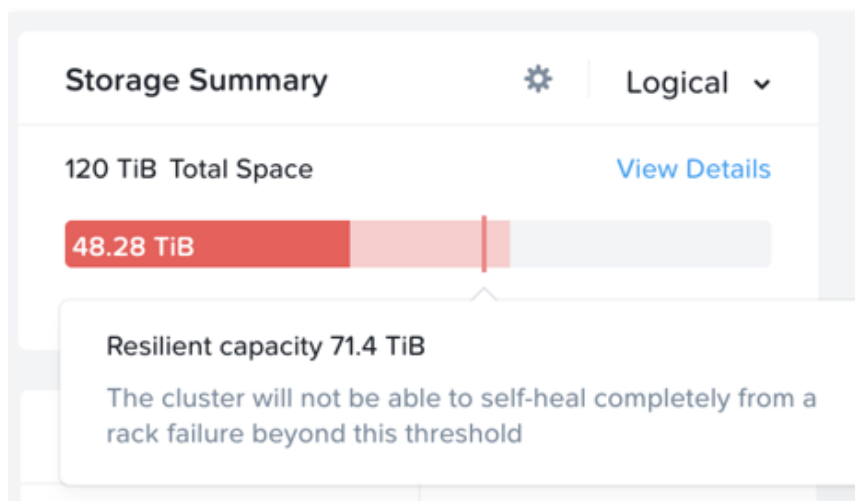 Storage Summary
Logical
120 TiB Total Space
View Details
48.28 TiB
Resilient capacity 71.4 TiB
The cluster will not be able to self-heal completely from a
rack failure beyond this threshold